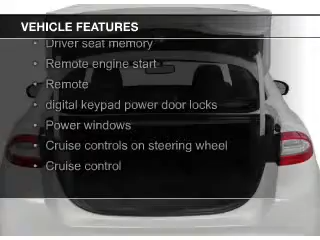 VEHICLE FEATURES
• Driver seat memory
• Remote engine start
• Remote
• digital keypad power door locks
• Power windows
• Cruise controls on steering wheel
• Cruise control